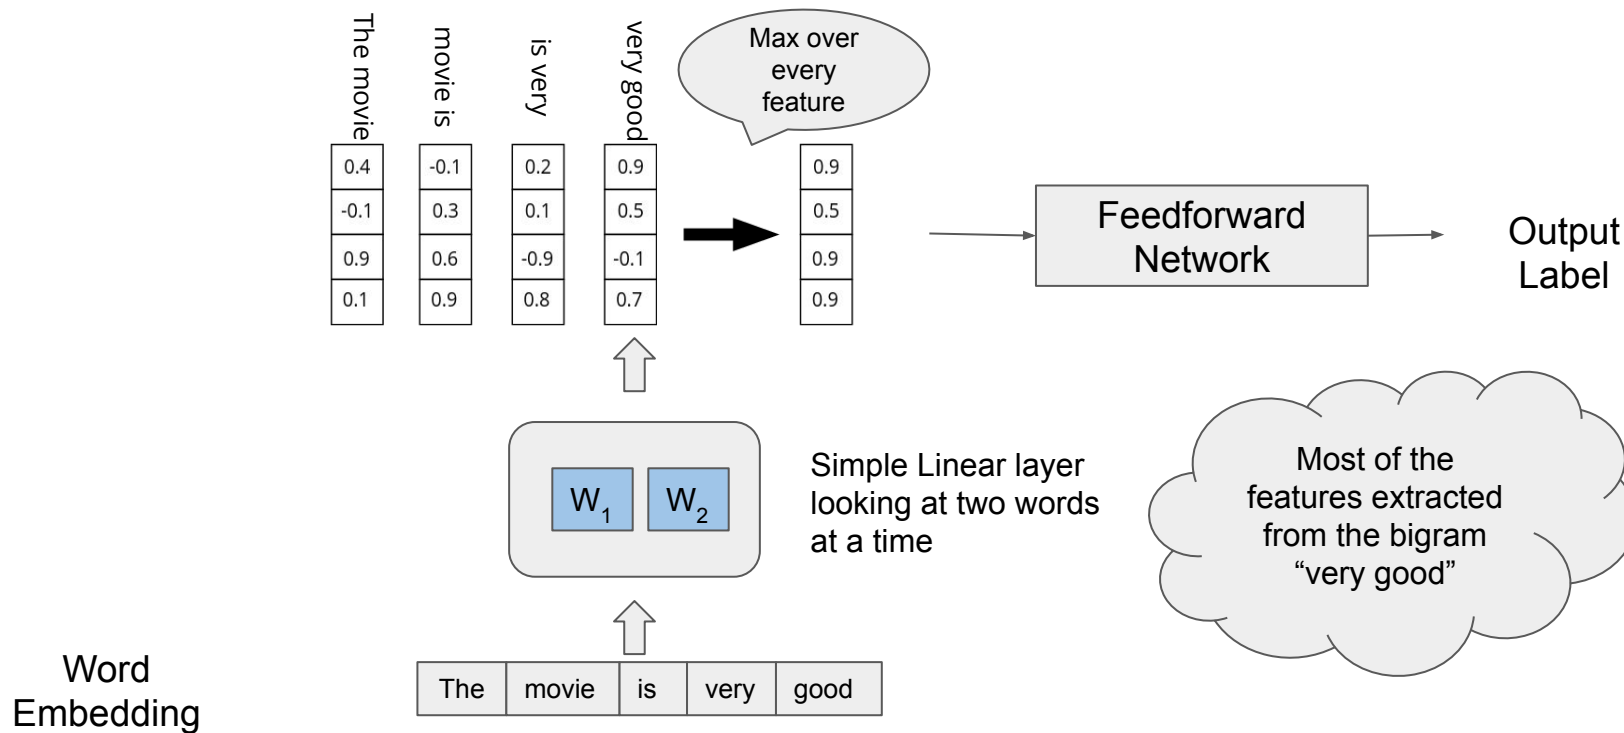 The movie
movie is
is very
very good
Max over
every
feature
0.4 -0.1 0.2 0.9 0.9
-0.1 0.3 0.1 0.5 0.5
0.9 0.6 -0.9 -0.1 0.9
0.1 0.9 0.8 0.7 0.9
Feedforward
Network
Output
Label
W1 W2
Simple Linear layer
looking at two words
at a time
Most of the
features extracted
from the bigram
“very good”
Word
Embedding
The movie is very good